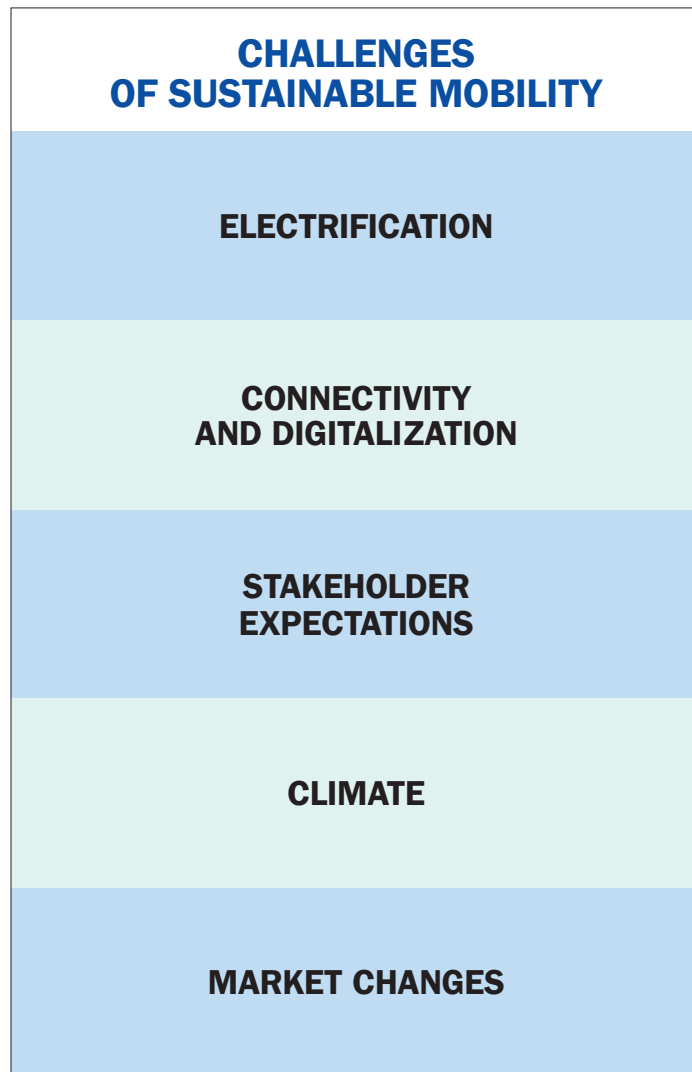 CHALLENGES
OF SUSTAINABLE MOBILITY
ELECTRIFICATION
CONNECTIVITY
AND DIGITALIZATION
STAKEHOLDER
EXPECTATIONS
CLIMATE
MARKET CHANGES